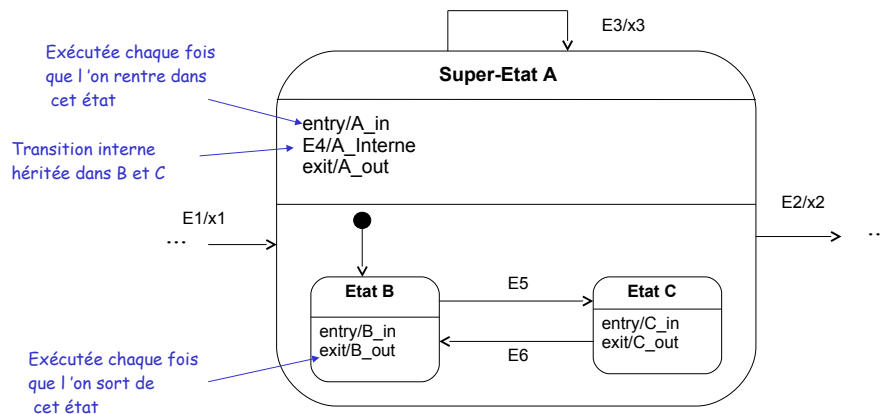 E3/x3
Exécutée chaque fois
que l 'on rentre dans
cet état
Super-Etat A
entry/A_in
E4/A_Interne
exit/A_out
Transition interne
héritée dans B et C
E1/x1
...
E2/x2
..
Etat B
entry/B_in
exit/B_out
E5
E6
Etat C
entry/C_in
exit/C_out
Exécutée chaque fois
que l 'on sort de
cet état